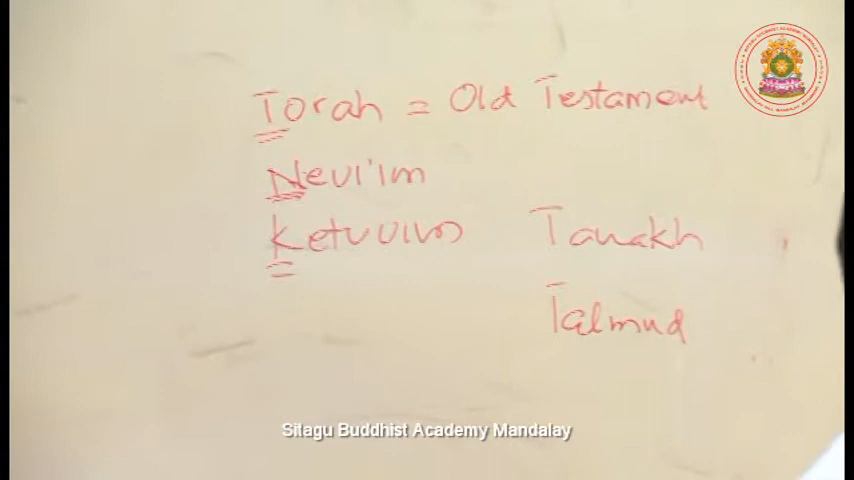 Torah = Old Testament
Nevi'im
Ketuvim Tanakh
Talmud
Sitagu Buddhist Academy Mandalay